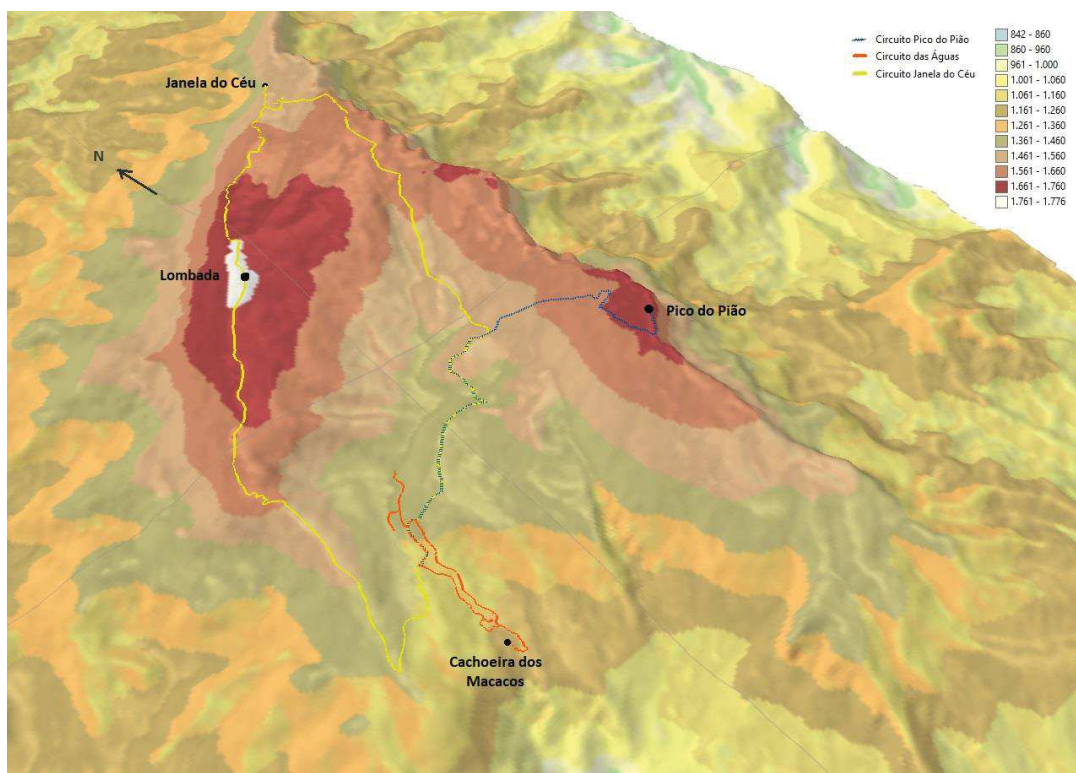 Janela do Céu
N
Lombada
Pico do Pião
Cachoeira dos
Macacos
Circuito Pico do Pião
Circuito das Águas
Circuito Janela do Céu
842 - 860
860 - 960
961 - 1.000
1.001 - 1.060
1.061 - 1.160
1.161 - 1.260
1.261 - 1.360
1.361 - 1.460
1.461 - 1.560
1.561 - 1.660
1.661 - 1.760
1.761 - 1.776